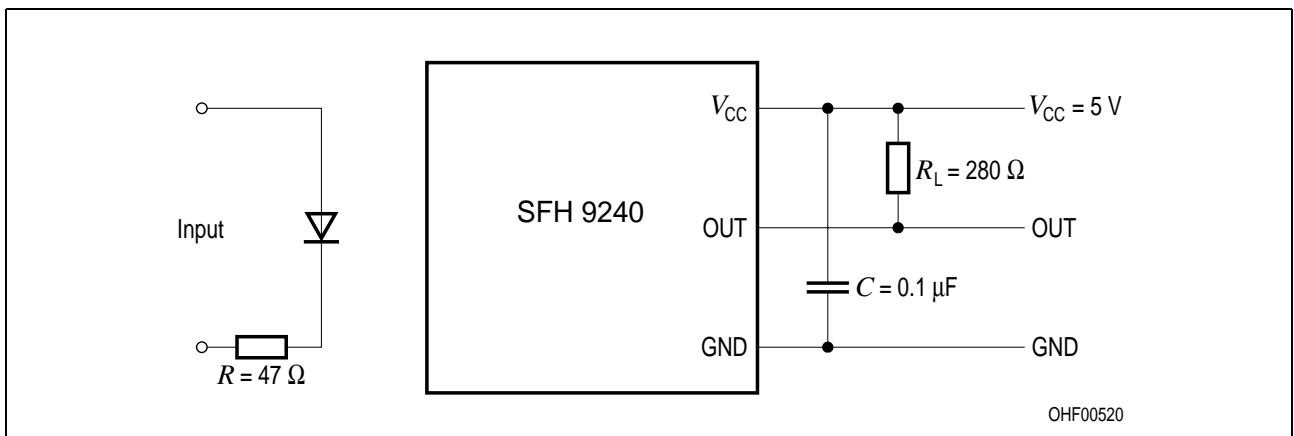 V_CC
V_CC = 5 V
R_L = 280 Ω
Input
SFH 9240
OUT
OUT
C = 0.1 μF
GND
GND
R = 47 Ω
OHF00520